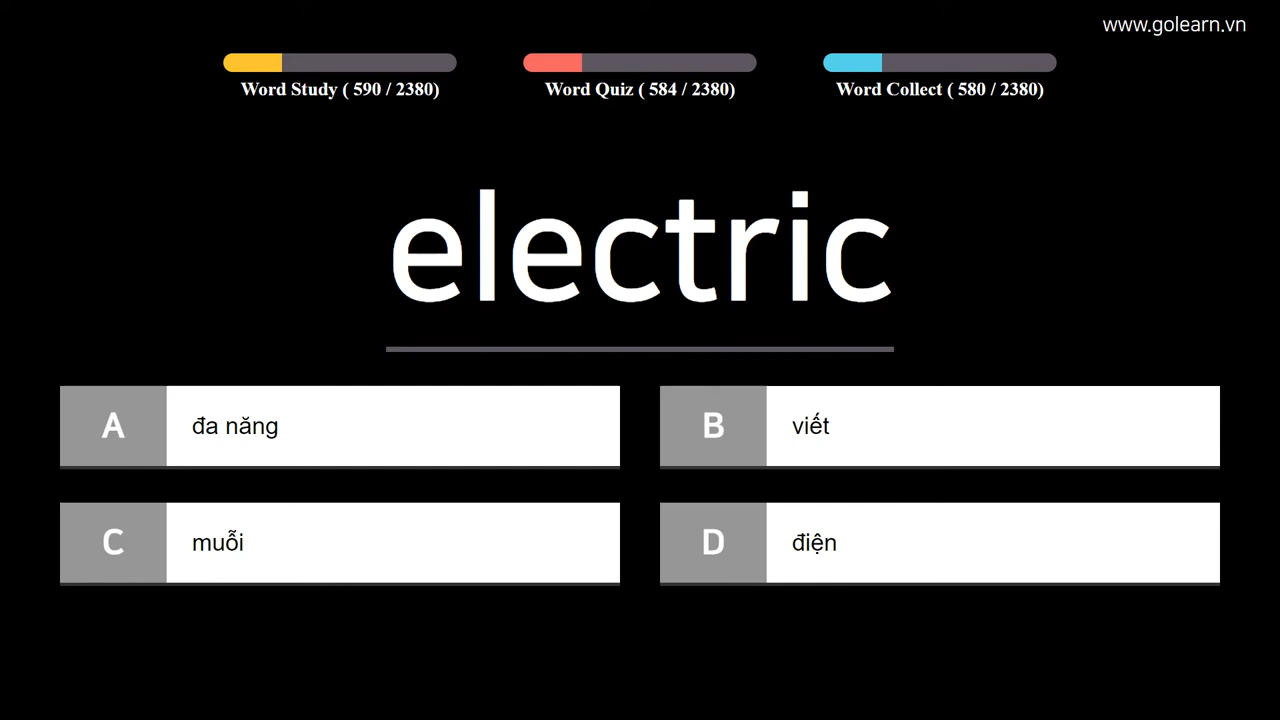 www.golearn.vn
Word Study ( 590 / 2380)
Word Quiz ( 584 / 2380)
Word Collect ( 580 / 2380)
electric
A
đa năng
B
viết
C
muỗi
D
điện